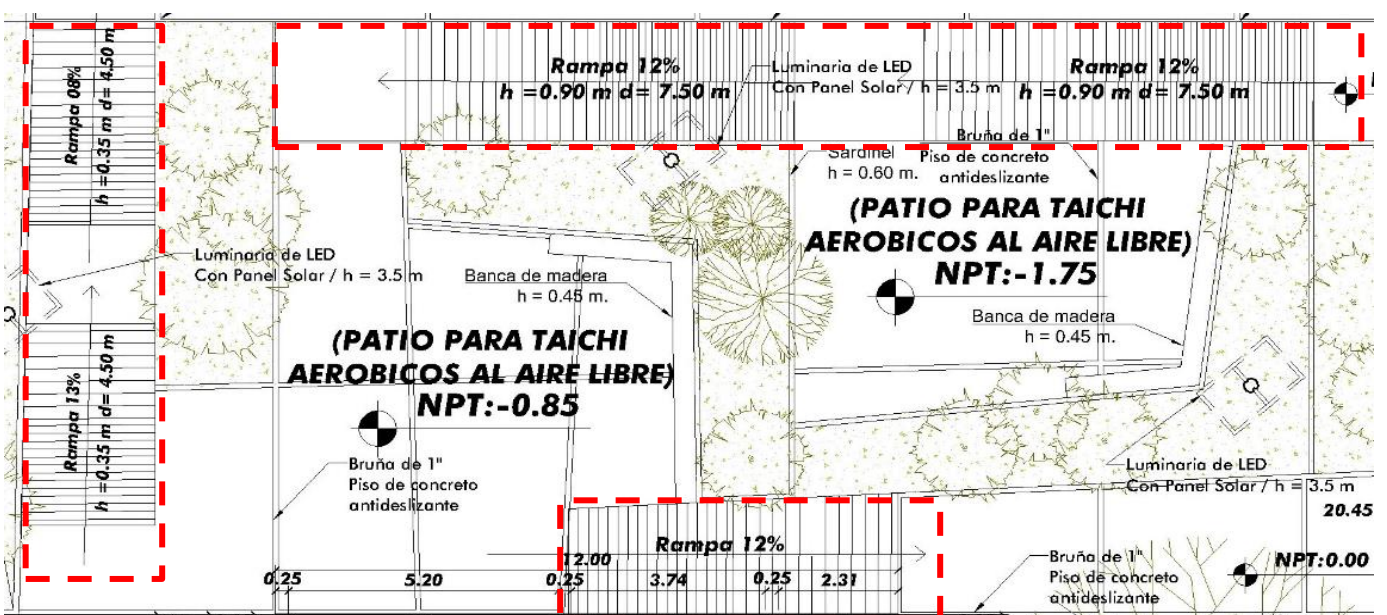 Rampa 08%
h =0.35 m d= 4.50 m
Rampa 12%
h =0.90 m d= 7.50 m
Luminaria de LED
Con Panel Solar / h = 3.5 m
Rampa 12%
h =0.90 m d= 7.50 m
Bruña de 1"
Piso de concreto
antideslizante
Sardinel
h = 0.60 m.
(PATIO PARA TAICHI
AEROBICOS AL AIRE LIBRE)
NPT:-1.75
Luminaria de LED
Con Panel Solar / h = 3.5 m
Banca de madera
h = 0.45 m.
Banca de madera
h = 0.45 m.
(PATIO PARA TAICHI
AEROBICOS AL AIRE LIBRE)
NPT:-0.85
Rampa 13%
h =0.35 m d= 4.50 m
Bruña de 1"
Piso de concreto
antideslizante
Luminaria de LED
Con Panel Solar / h = 3.5 m
20.45
Rampa 12%
12.00
0.25 5.20 0.25 3.74 0.25 2.31
Bruña de 1"
Piso de concreto
antideslizante
NPT:0.00